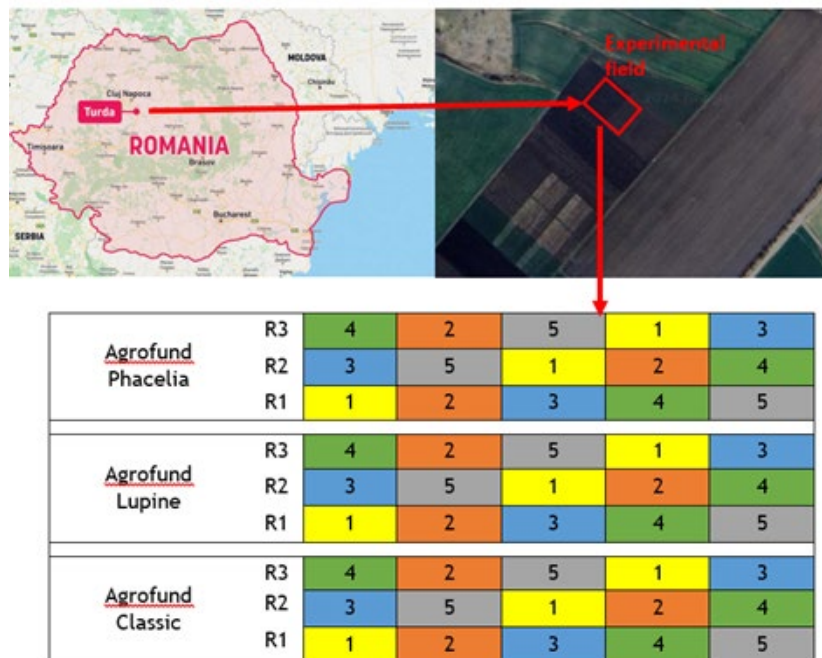 MOLDOVA
Chișinău
Cluj Napoca
Turda
ROMANIA
Timișoara
Brasov
Bucharest
SERBIA
Experimental
field
Agrofund
Phacelia
R3 4 2 5 1 3
R2 3 5 1 2 4
R1 1 2 3 4 5
Agrofund
Lupine
R3 4 2 5 1 3
R2 3 5 1 2 4
R1 1 2 3 4 5
Agrofund
Classic
R3 4 2 5 1 3
R2 3 5 1 2 4
R1 1 2 3 4 5